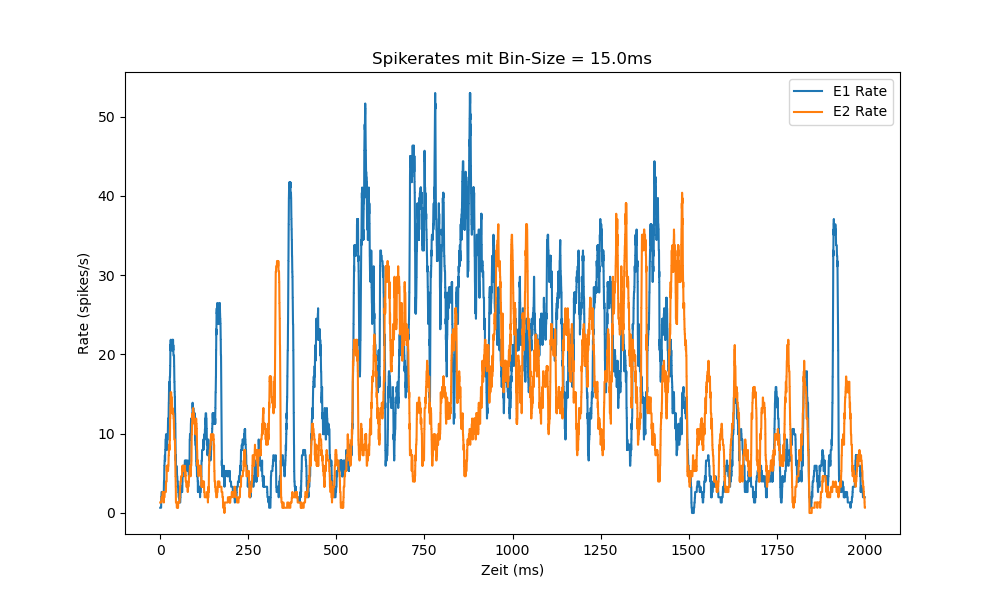 Spikerates mit Bin-Size = 15.0ms
E1 Rate
E2 Rate
Rate (spikes/s)
50
40
30
20
10
0
0 250 500 750 1000 1250 1500 1750 2000
Zeit (ms)